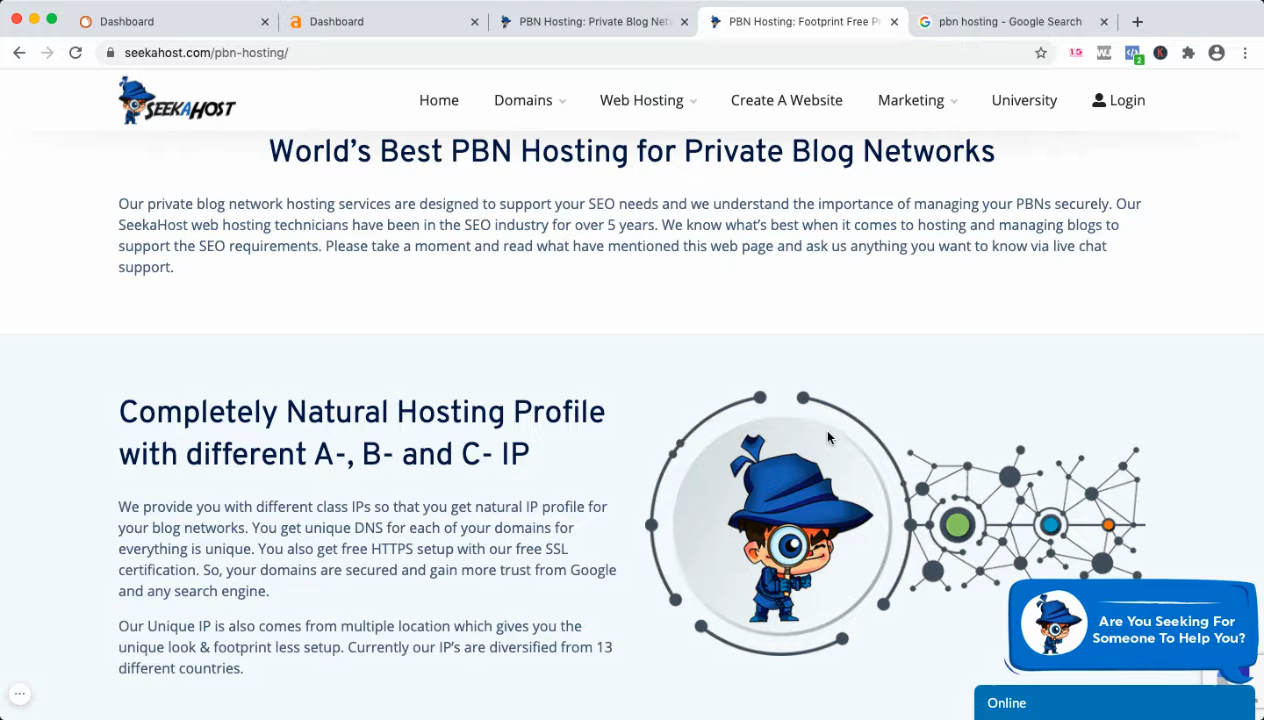 Dashboard
Dashboard
PBN Hosting: Private Blog Net
PBN Hosting: Footprint Free P
pbn hosting - Google Search
seekahost.com/pbn-hosting/
2
SEEKAHOST
Home
Domains
Web Hosting
Create A Website
Marketing
University
Login
World's Best PBN Hosting for Private Blog Networks
Our private blog network hosting services are designed to support your SEO needs and we understand the importance of managing your PBNs securely. Our
SeekaHost web hosting technicians have been in the SEO industry for over 5 years. We know what's best when it comes to hosting and managing blogs to
support the SEO requirements. Please take a moment and read what have mentioned this web page and ask us anything you want to know via live chat
support.
Completely Natural Hosting Profile
with different A-, B- and C- IP
We provide you with different class IPs so that you get natural IP profile for
your blog networks. You get unique DNS for each of your domains for
everything is unique. You also get free HTTPS setup with our free SSL
certification. So, your domains are secured and gain more trust from Google
and any search engine.
Our Unique IP is also comes from multiple location which gives you the
unique look & footprint less setup. Currently our IP's are diversified from 13
different countries.
Are You Seeking For
Someone To Help You?
Online